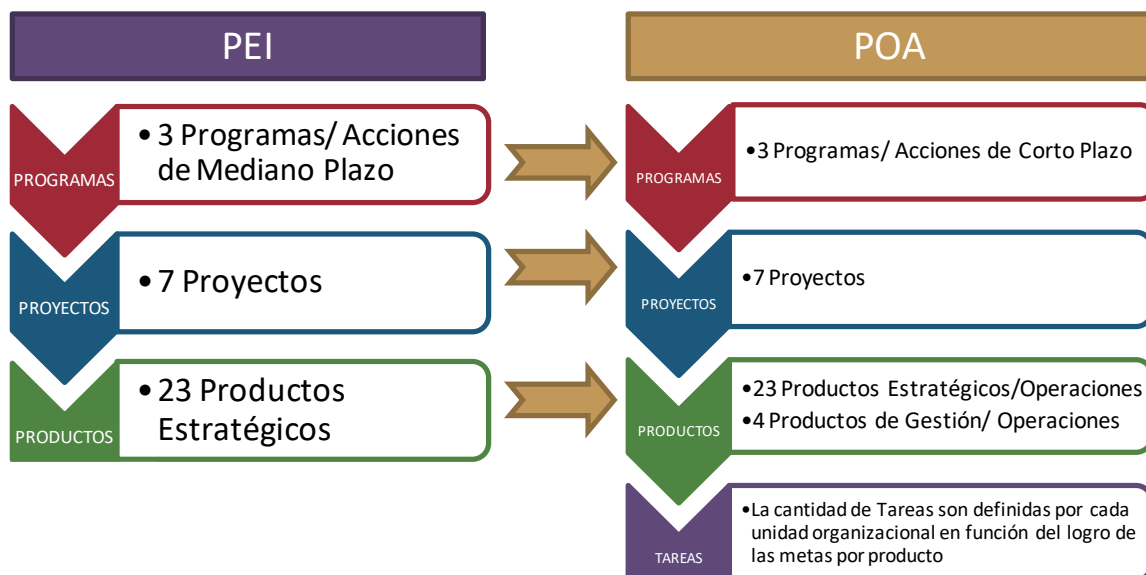 PEI
PROGRAMAS
• 3 Programas/ Acciones
de Mediano Plazo
PROYECTOS
• 7 Proyectos
PRODUCTOS
• 23 Productos
Estratégicos
POA
PROGRAMAS
•3 Programas/ Acciones de Corto Plazo
PROYECTOS
•7 Proyectos
PRODUCTOS
•23 Productos Estratégicos/Operaciones
•4 Productos de Gestión/ Operaciones
TAREAS
•La cantidad de Tareas son definidas por cada
unidad organizacional en función del logro de
las metas por producto